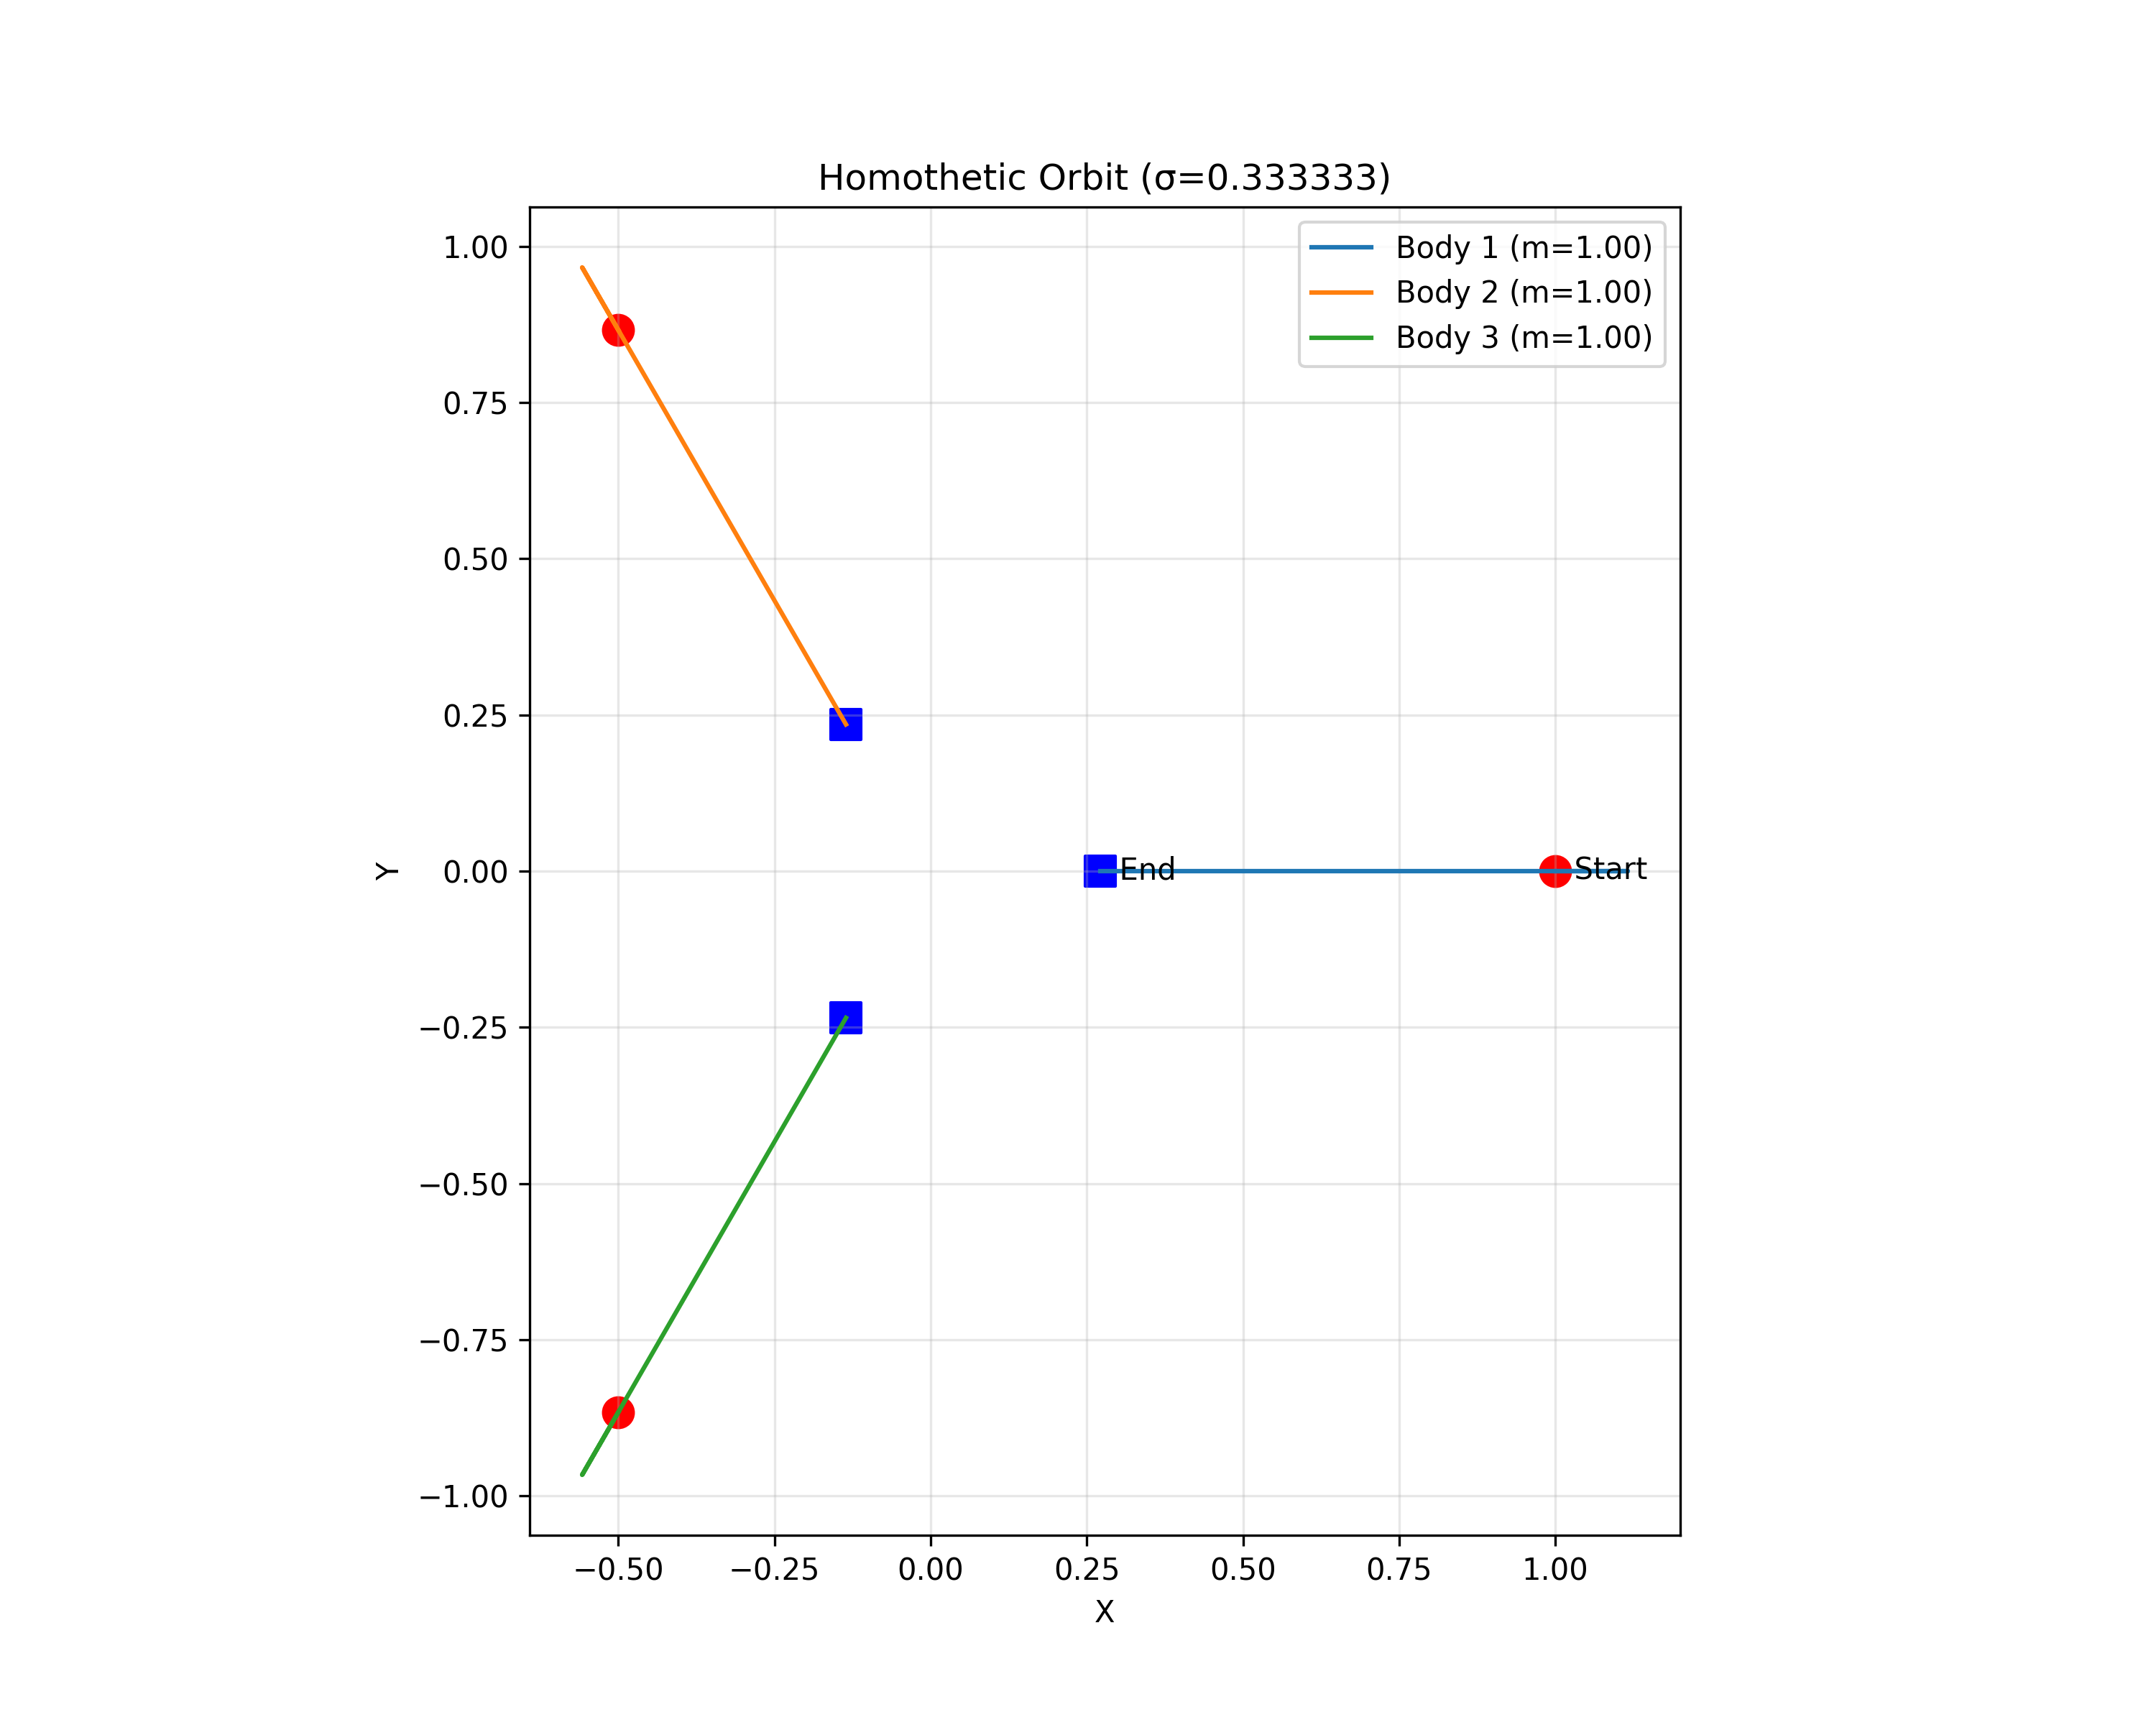 Homothetic Orbit (σ=0.333333)
Body 1 (m=1.00)
Body 2 (m=1.00)
Body 3 (m=1.00)
1.00
0.75
0.50
0.25
0.00
−0.25
−0.50
−0.75
−1.00
Y
End
Start
−0.50
−0.25
0.00
0.25
0.50
0.75
1.00
X